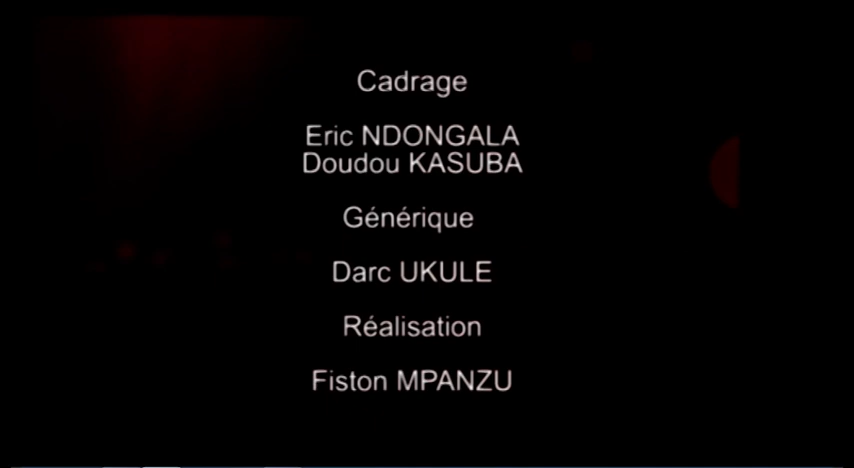 Cadrage
Eric NDONGALA
Doudou KASUBA
Générique
Darc UKULE
Réalisation
Fiston MPANZU